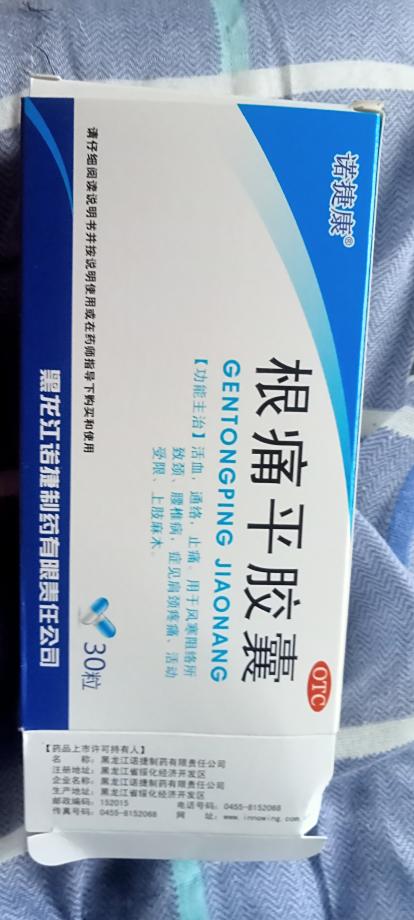 诺捷康®
根痛平胶囊
OTC
GENTONGPING JIAONANG
【功能主治】活血，通络，止痛。用于风寒阻络所
致颈、腰椎病，症见肩颈疼痛、活动
受限、上肢麻木。
30粒
请仔细阅读说明书并按说明使用或在药师指导下购买和使用
黑龙江诺捷制药有限责任公司
【药品上市许可持有人】
名 称：黑龙江诺捷制药有限责任公司
注册地址：黑龙江省绥化经济开发区
企业名称：黑龙江诺捷制药有限责任公司
生产地址：黑龙江省绥化经济开发区
邮政编码：152015 电话号码：0455-8152068
传真号码：0455-8152068 网 址：www.innowing.com